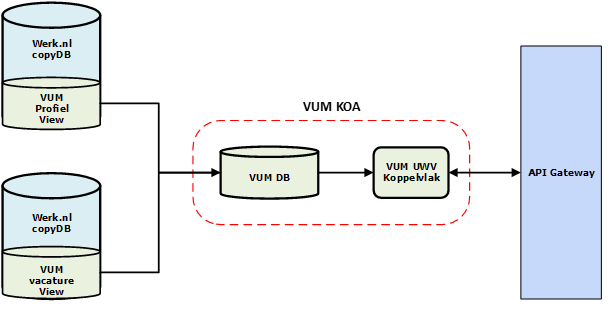 Werk.nl
copyDB
VUM
Profiel
View
VUM KOA
VUM DB
VUM UWV
Koppelvlak
API Gateway
Werk.nl
copyDB
VUM
vacature
View